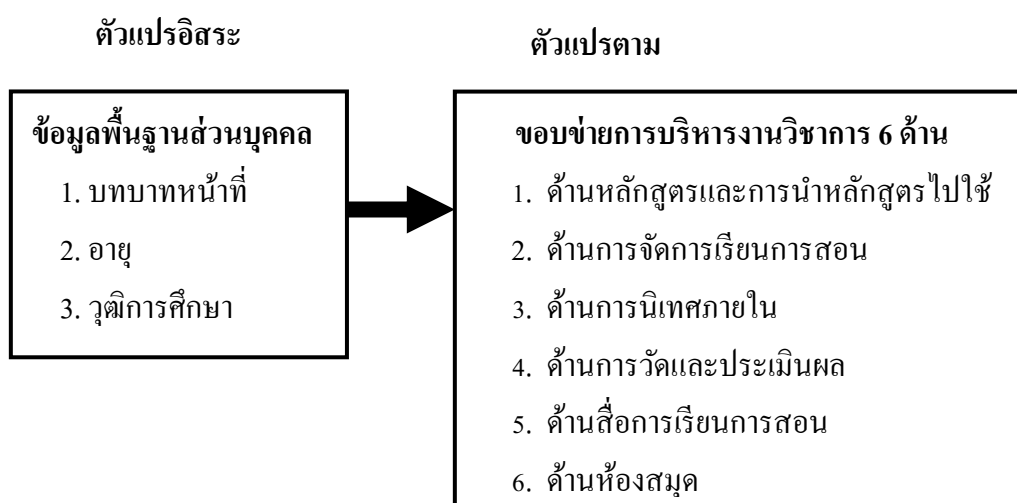 ตัวแปรอิสระ
ตัวแปรตาม
ข้อมูลพื้นฐานส่วนบุคคล
1. บทบาทหน้าที่
2. อายุ
3. วุฒิการศึกษา
ขอบข่ายการบริหารงานวิชาการ 6 ด้าน
1. ด้านหลักสูตรและการนำหลักสูตรไปใช้
2. ด้านการจัดการเรียนการสอน
3. ด้านการนิเทศภายใน
4. ด้านการวัดและประเมินผล
5. ด้านสื่อการเรียนการสอน
6. ด้านห้องสมุด